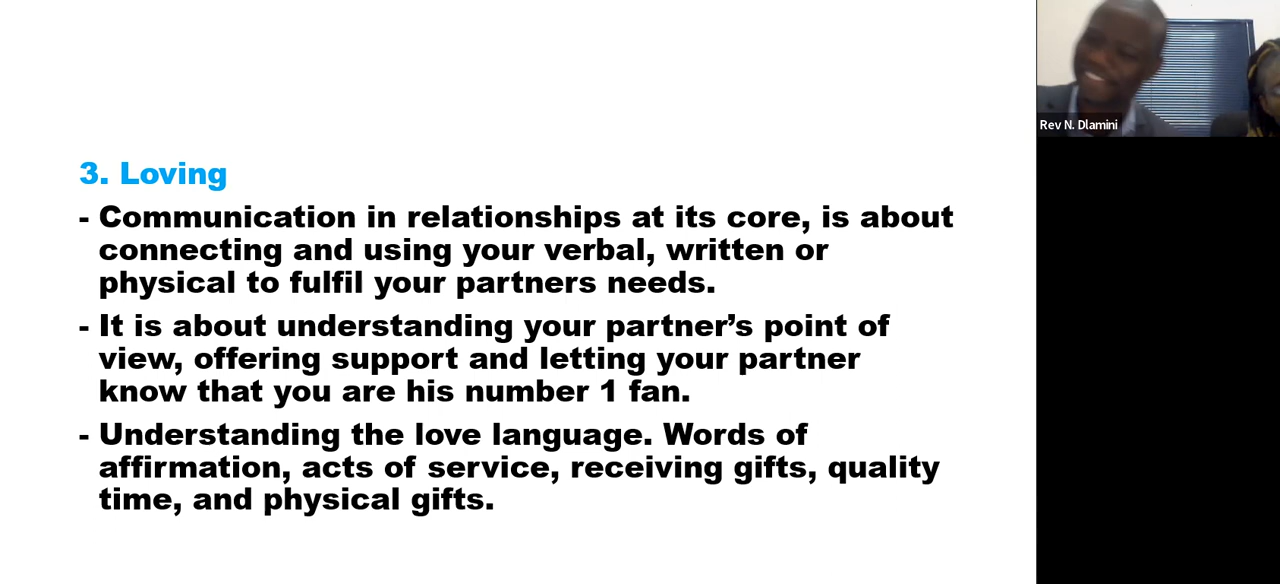 3. Loving
- Communication in relationships at its core, is about
connecting and using your verbal, written or
physical to fulfil your partners needs.
- It is about understanding your partner’s point of
view, offering support and letting your partner
know that you are his number 1 fan.
- Understanding the love language. Words of
affirmation, acts of service, receiving gifts, quality
time, and physical gifts.
Rev N. Dlamini